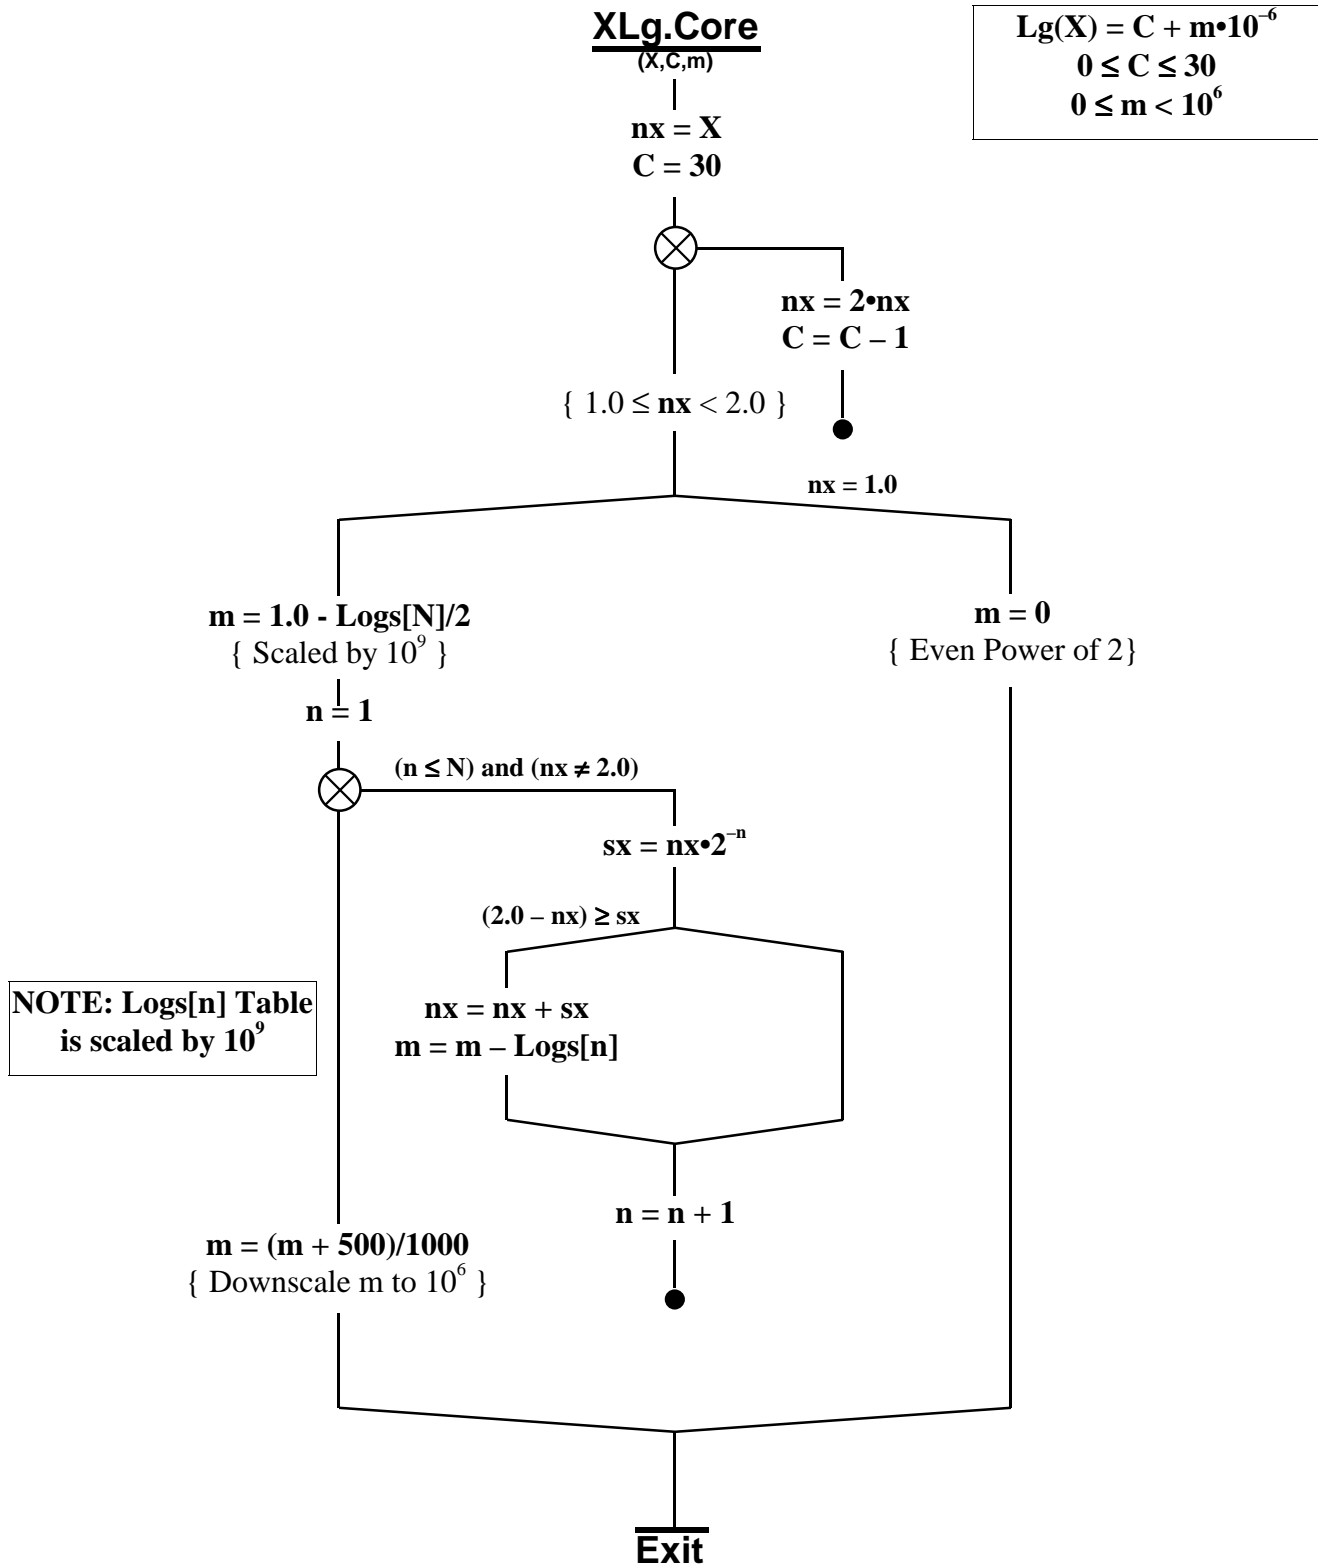 XLg.Core
(X,C,m)
Lg(X) = C + m•10⁻⁶
0 ≤ C ≤ 30
0 ≤ m < 10⁶
nx = X
C = 30
nx = 2•nx
C = C – 1
{ 1.0 ≤ nx < 2.0 }
nx = 1.0
m = 1.0 - Logs[N]/2
{ Scaled by 10⁹ }
m = 0
{ Even Power of 2}
n = 1
(n ≤ N) and (nx ≠ 2.0)
sx = nx•2⁻ⁿ
(2.0 – nx) ≥ sx
nx = nx + sx
m = m – Logs[n]
NOTE: Logs[n] Table
is scaled by 10⁹
n = n + 1
m = (m + 500)/1000
{ Downscale m to 10⁶ }
Exit